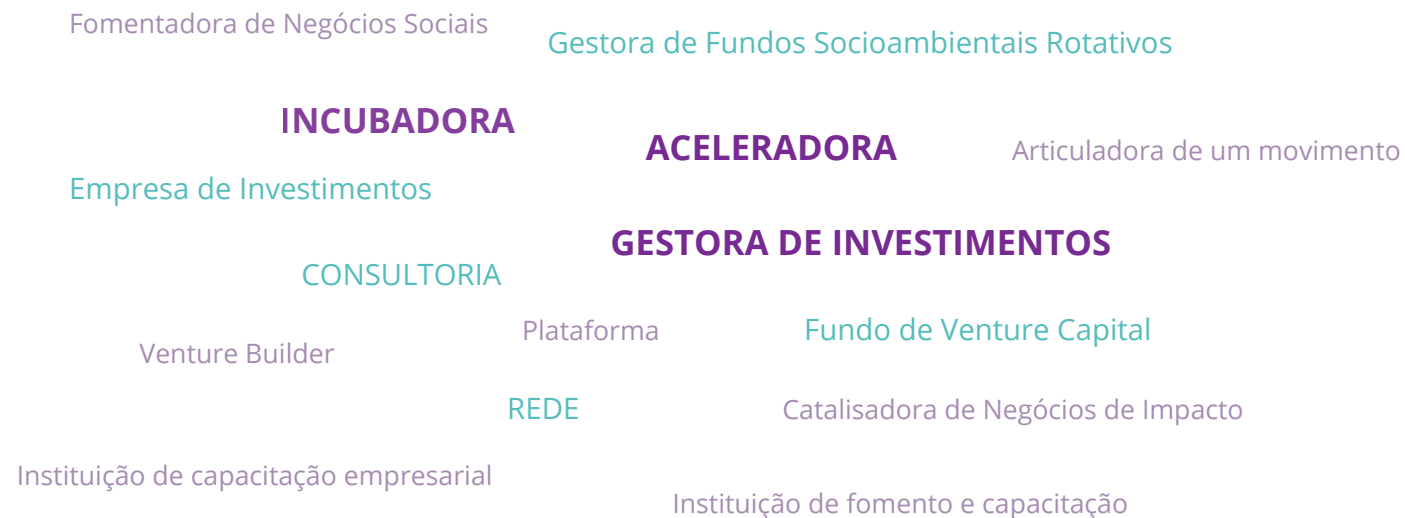 Fomentadora de Negócios Sociais
Gestora de Fundos Socioambientais Rotativos
INCUBADORA
ACELERADORA
Articuladora de um movimento
Empresa de Investimentos
GESTORA DE INVESTIMENTOS
CONSULTORIA
Plataforma
Fundo de Venture Capital
Venture Builder
REDE
Catalisadora de Negócios de Impacto
Instituição de capacitação empresarial
Instituição de fomento e capacitação